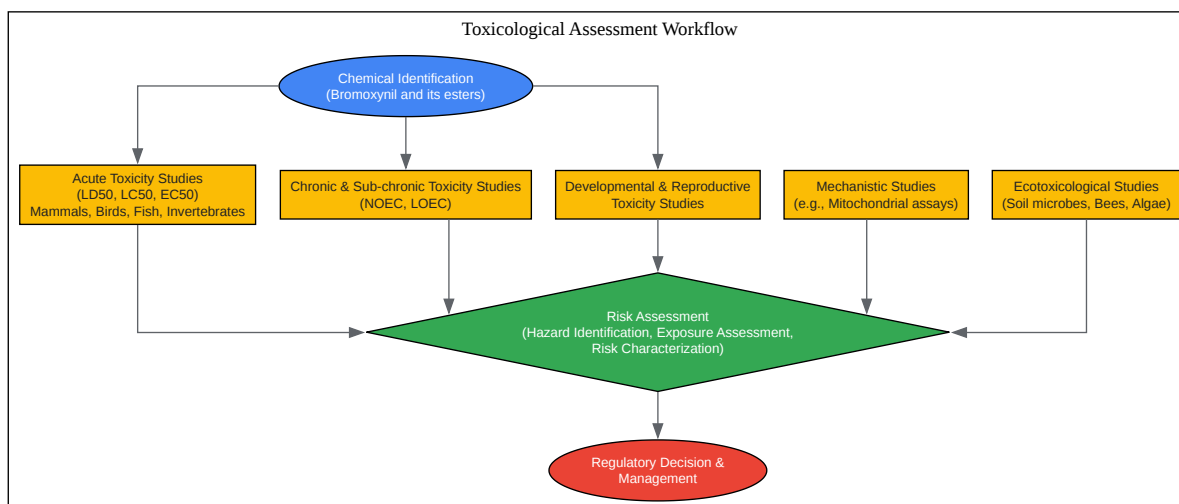 Toxicological Assessment Workflow
Chemical Identification
(Bromoxynil and its esters)
Acute Toxicity Studies
(LD50, LC50, EC50)
Mammals, Birds, Fish, Invertebrates
Chronic & Sub-chronic Toxicity Studies
(NOEC, LOEC)
Developmental & Reproductive
Toxicity Studies
Mechanistic Studies
(e.g., Mitochondrial assays)
Ecotoxicological Studies
(Soil microbes, Bees, Algae)
Risk Assessment
(Hazard Identification, Exposure Assessment,
Risk Characterization)
Regulatory Decision &
Management